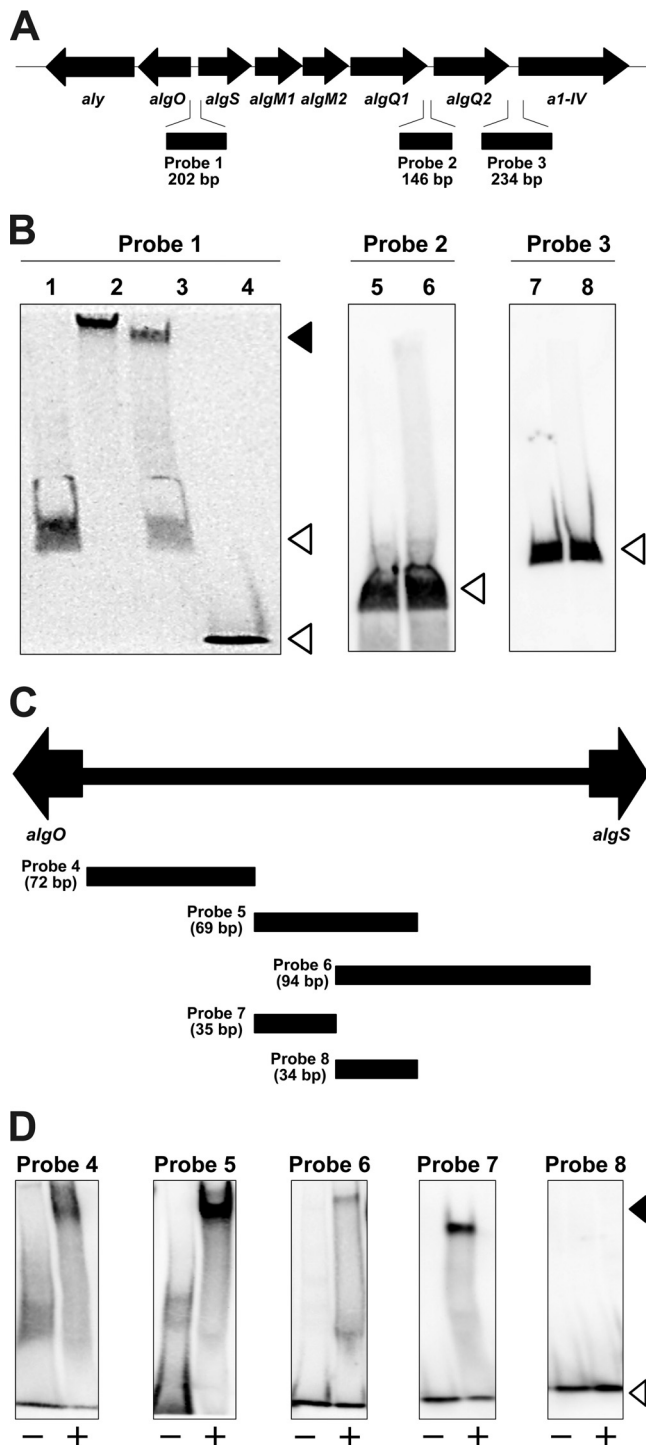 A
aly algO algS algM1 algM2 algQ1 algQ2 a1-IV
Probe 1 Probe 2 Probe 3
202 bp 146 bp 234 bp
B
Probe 1 Probe 2 Probe 3
1 2 3 4 5 6 7 8
C
algO algS
Probe 4
(72 bp)
Probe 5
(69 bp)
Probe 6
(94 bp)
Probe 7
(35 bp)
Probe 8
(34 bp)
D
Probe 4 Probe 5 Probe 6 Probe 7 Probe 8
− + − + − + − + − +